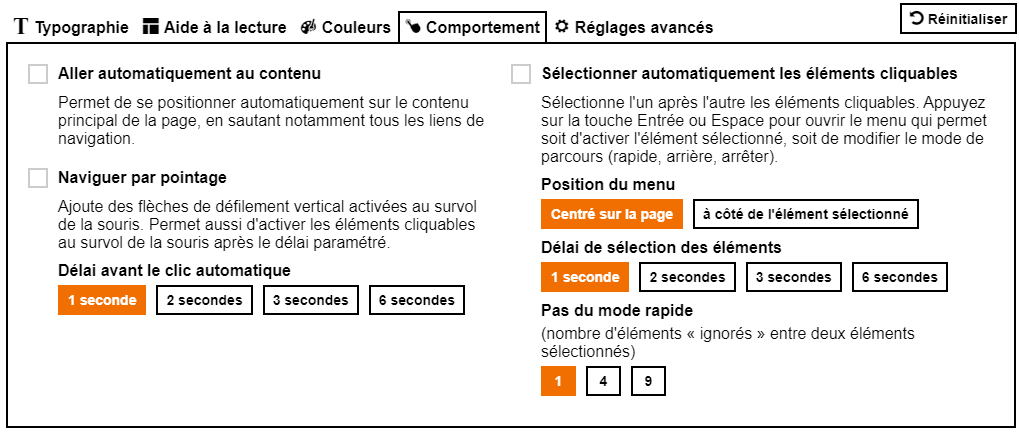 Typographie Aide à la lecture Couleurs Comportement Réglages avancés Réinitialiser
Aller automatiquement au contenu
Permet de se positionner automatiquement sur le contenu
principal de la page, en sautant notamment tous les liens de
navigation.
Naviguer par pointage
Ajoute des flèches de défilement vertical activées au survol
de la souris. Permet aussi d'activer les éléments cliquables
au survol de la souris après le délai paramétré.
Délai avant le clic automatique
1 seconde 2 secondes 3 secondes 6 secondes
Sélectionner automatiquement les éléments cliquables
Sélectionne l'un après l'autre les éléments cliquables. Appuyez
sur la touche Entrée ou Espace pour ouvrir le menu qui permet
soit d'activer l'élément sélectionné, soit de modifier le mode de
parcours (rapide, arrière, arrêter).
Position du menu
Centré sur la page à côté de l'élément sélectionné
Délai de sélection des éléments
1 seconde 2 secondes 3 secondes 6 secondes
Pas du mode rapide
(nombre d'éléments « ignorés » entre deux éléments
sélectionnés)
1 4 9